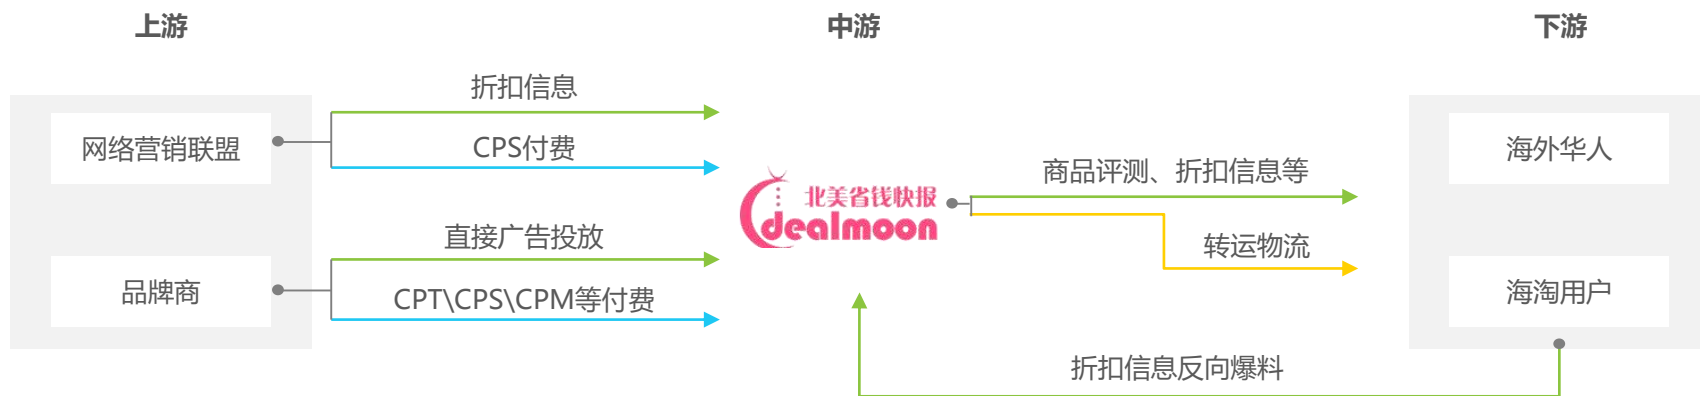 上游
中游
下游
折扣信息
网络营销联盟
CPS付费
海外华人
商品评测、折扣信息等
北美省钱快报
dealmoon
直接广告投放
转运物流
品牌商
CPT\CPS\CPM等付费
海淘用户
折扣信息反向爆料